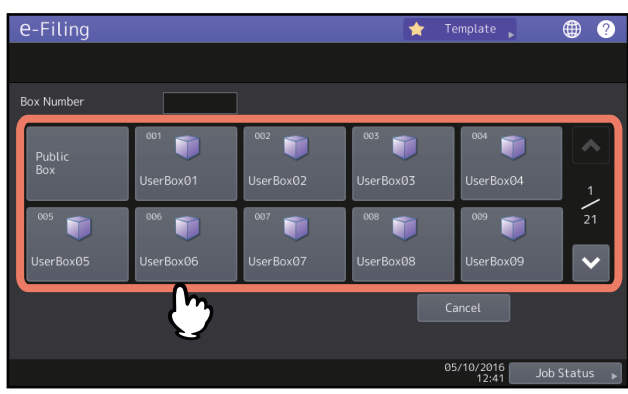 e-Filing
Template
?
Box Number
Public
Box
001
UserBox01
002
UserBox02
003
UserBox03
004
UserBox04
1
21
005
UserBox05
006
UserBox06
007
UserBox07
008
UserBox08
009
UserBox09
Cancel
05/10/2016
12:41
Job Status